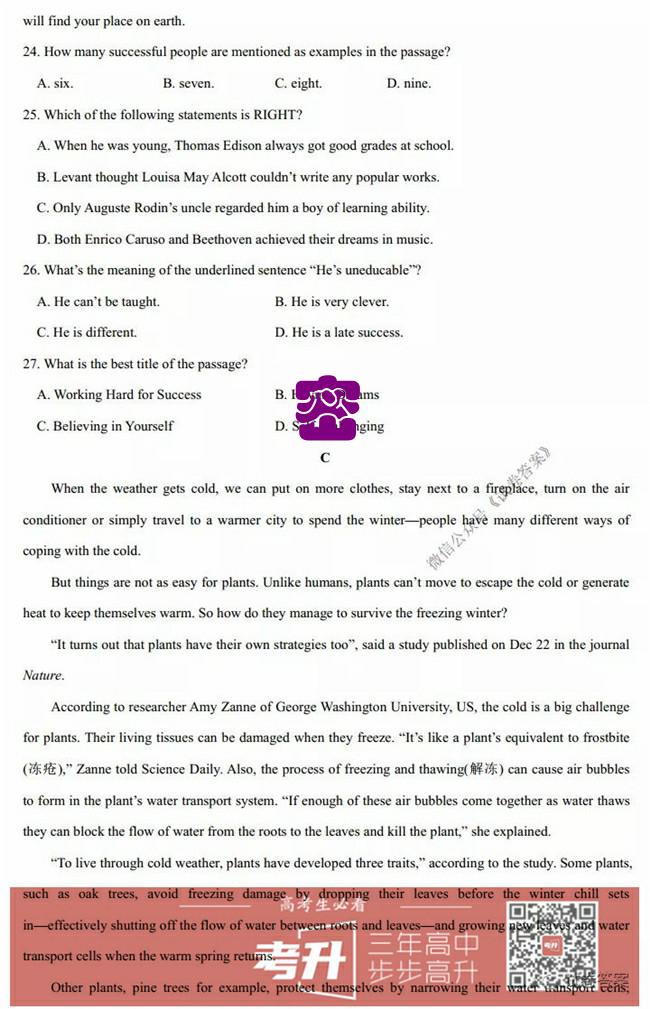 will find your place on earth.
24. How many successful people are mentioned as examples in the passage?
A. six. B. seven. C. eight. D. nine.
25. Which of the following statements is RIGHT?
A. When he was young, Thomas Edison always got good grades at school.
B. Levant thought Louisa May Alcott couldn't write any popular works.
C. Only Auguste Rodin's uncle regarded him a boy of learning ability.
D. Both Enrico Caruso and Beethoven achieved their dreams in music.
26. What's the meaning of the underlined sentence “He's uneducable”?
A. He can't be taught. B. He is very clever.
C. He is different. D. He is a late success.
27. What is the best title of the passage?
A. Working Hard for Success B.
C. Believing in Yourself D.
C
When the weather gets cold, we can put on more clothes, stay next to a fireplace, turn on the air
conditioner or simply travel to a warmer city to spend the winter—people have many different ways of
coping with the cold.
微信公众号《试卷答案》
But things are not as easy for plants. Unlike humans, plants can't move to escape the cold or generate
heat to keep themselves warm. So how do they manage to survive the freezing winter?
“It turns out that plants have their own strategies too”, said a study published on Dec 22 in the journal
Nature.
According to researcher Amy Zanne of George Washington University, US, the cold is a big challenge
for plants. Their living tissues can be damaged when they freeze. “It's like a plant's equivalent to frostbite
(冻疮),” Zanne told Science Daily. Also, the process of freezing and thawing(解冻) can cause air bubbles
to form in the plant's water transport system. “If enough of these air bubbles come together as water thaws
they can block the flow of water from the roots to the leaves and kill the plant,” she explained.
“To live through cold weather, plants have developed three traits,” according to the study. Some plants,
such as oak trees, avoid freezing damage by dropping their leaves before the winter chill sets
高考生必看
in—effectively shutting off the flow of water between roots and leaves—and growing new leaves and water
考升
三年高中
步步高升
考升
transport cells when the warm spring returns.
Other plants, pine trees for example, protect themselves by narrowing their water transport cells,